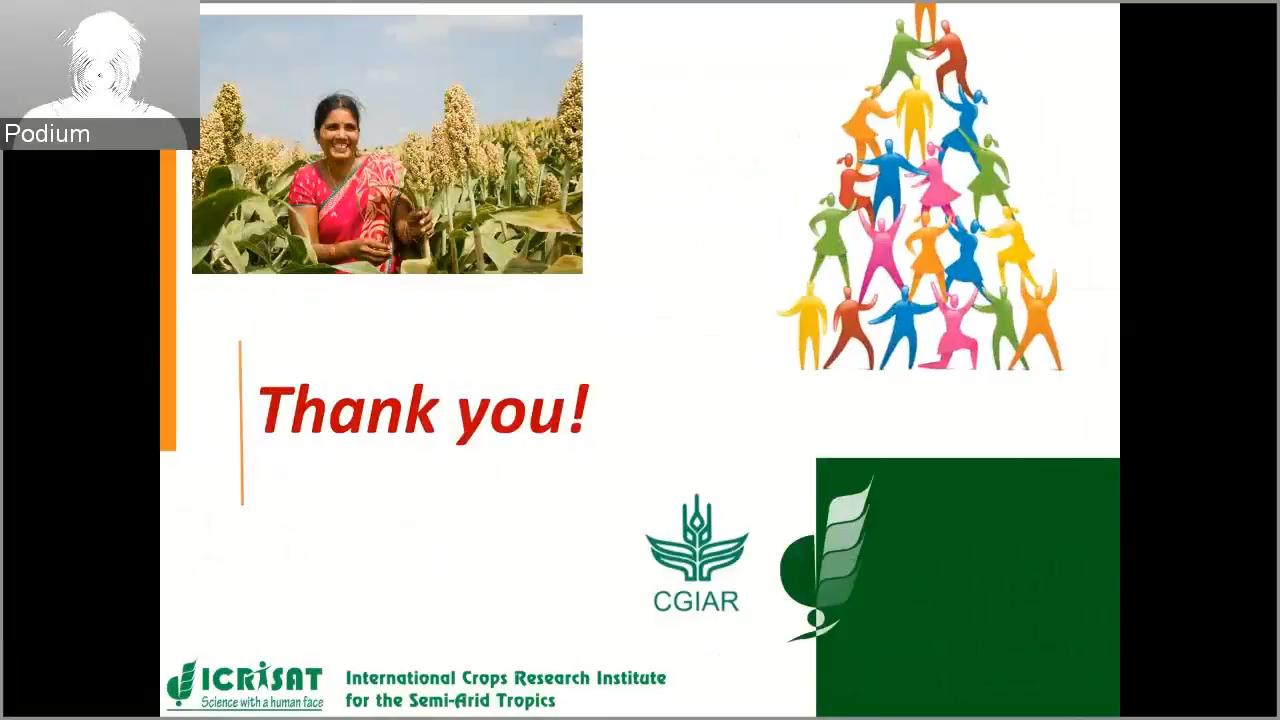 Podium
Thank you!
CGIAR
ICRISAT
Science with a human face
International Crops Research Institute
for the Semi-Arid Tropics